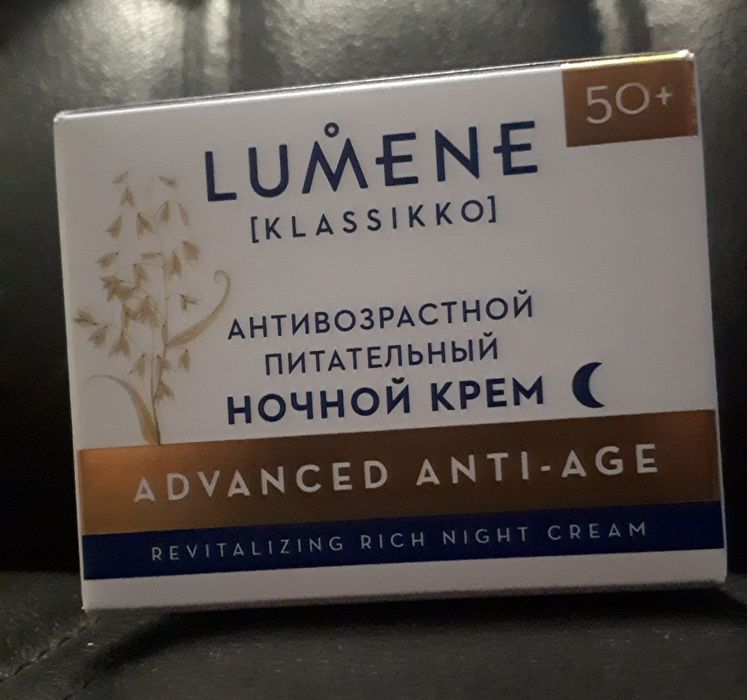 50+
LUMENE
[KLASSIKKO]
АНТИВОЗРАСТНОЙ
ПИТАТЕЛЬНЫЙ
НОЧНОЙ КРЕМ
ADVANCED ANTI-AGE
REVITALIZING RICH NIGHT CREAM